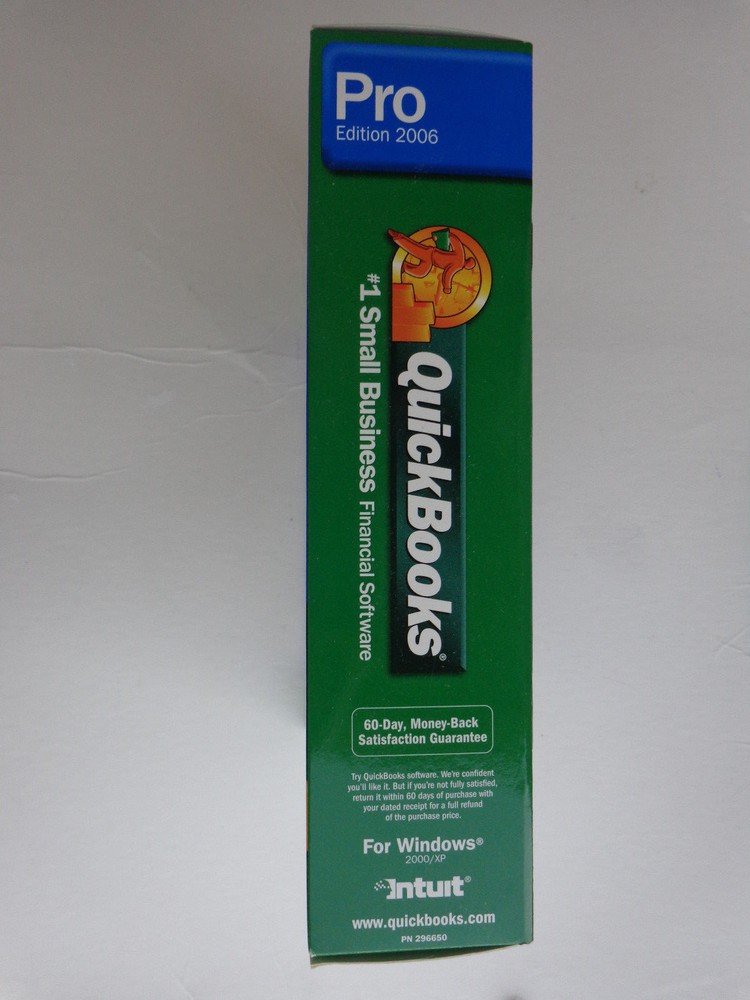 Pro
Edition 2006
QuickBooks®
#1 Small Business Financial Software
60-Day, Money-Back
Satisfaction Guarantee
Try QuickBooks software. We're confident
you'll like it. But if you're not fully satisfied,
return it within 60 days of purchase with
your dated receipt for a full refund
of the purchase price.
For Windows®
2000/XP
Intuit®
www.quickbooks.com
PN 296650